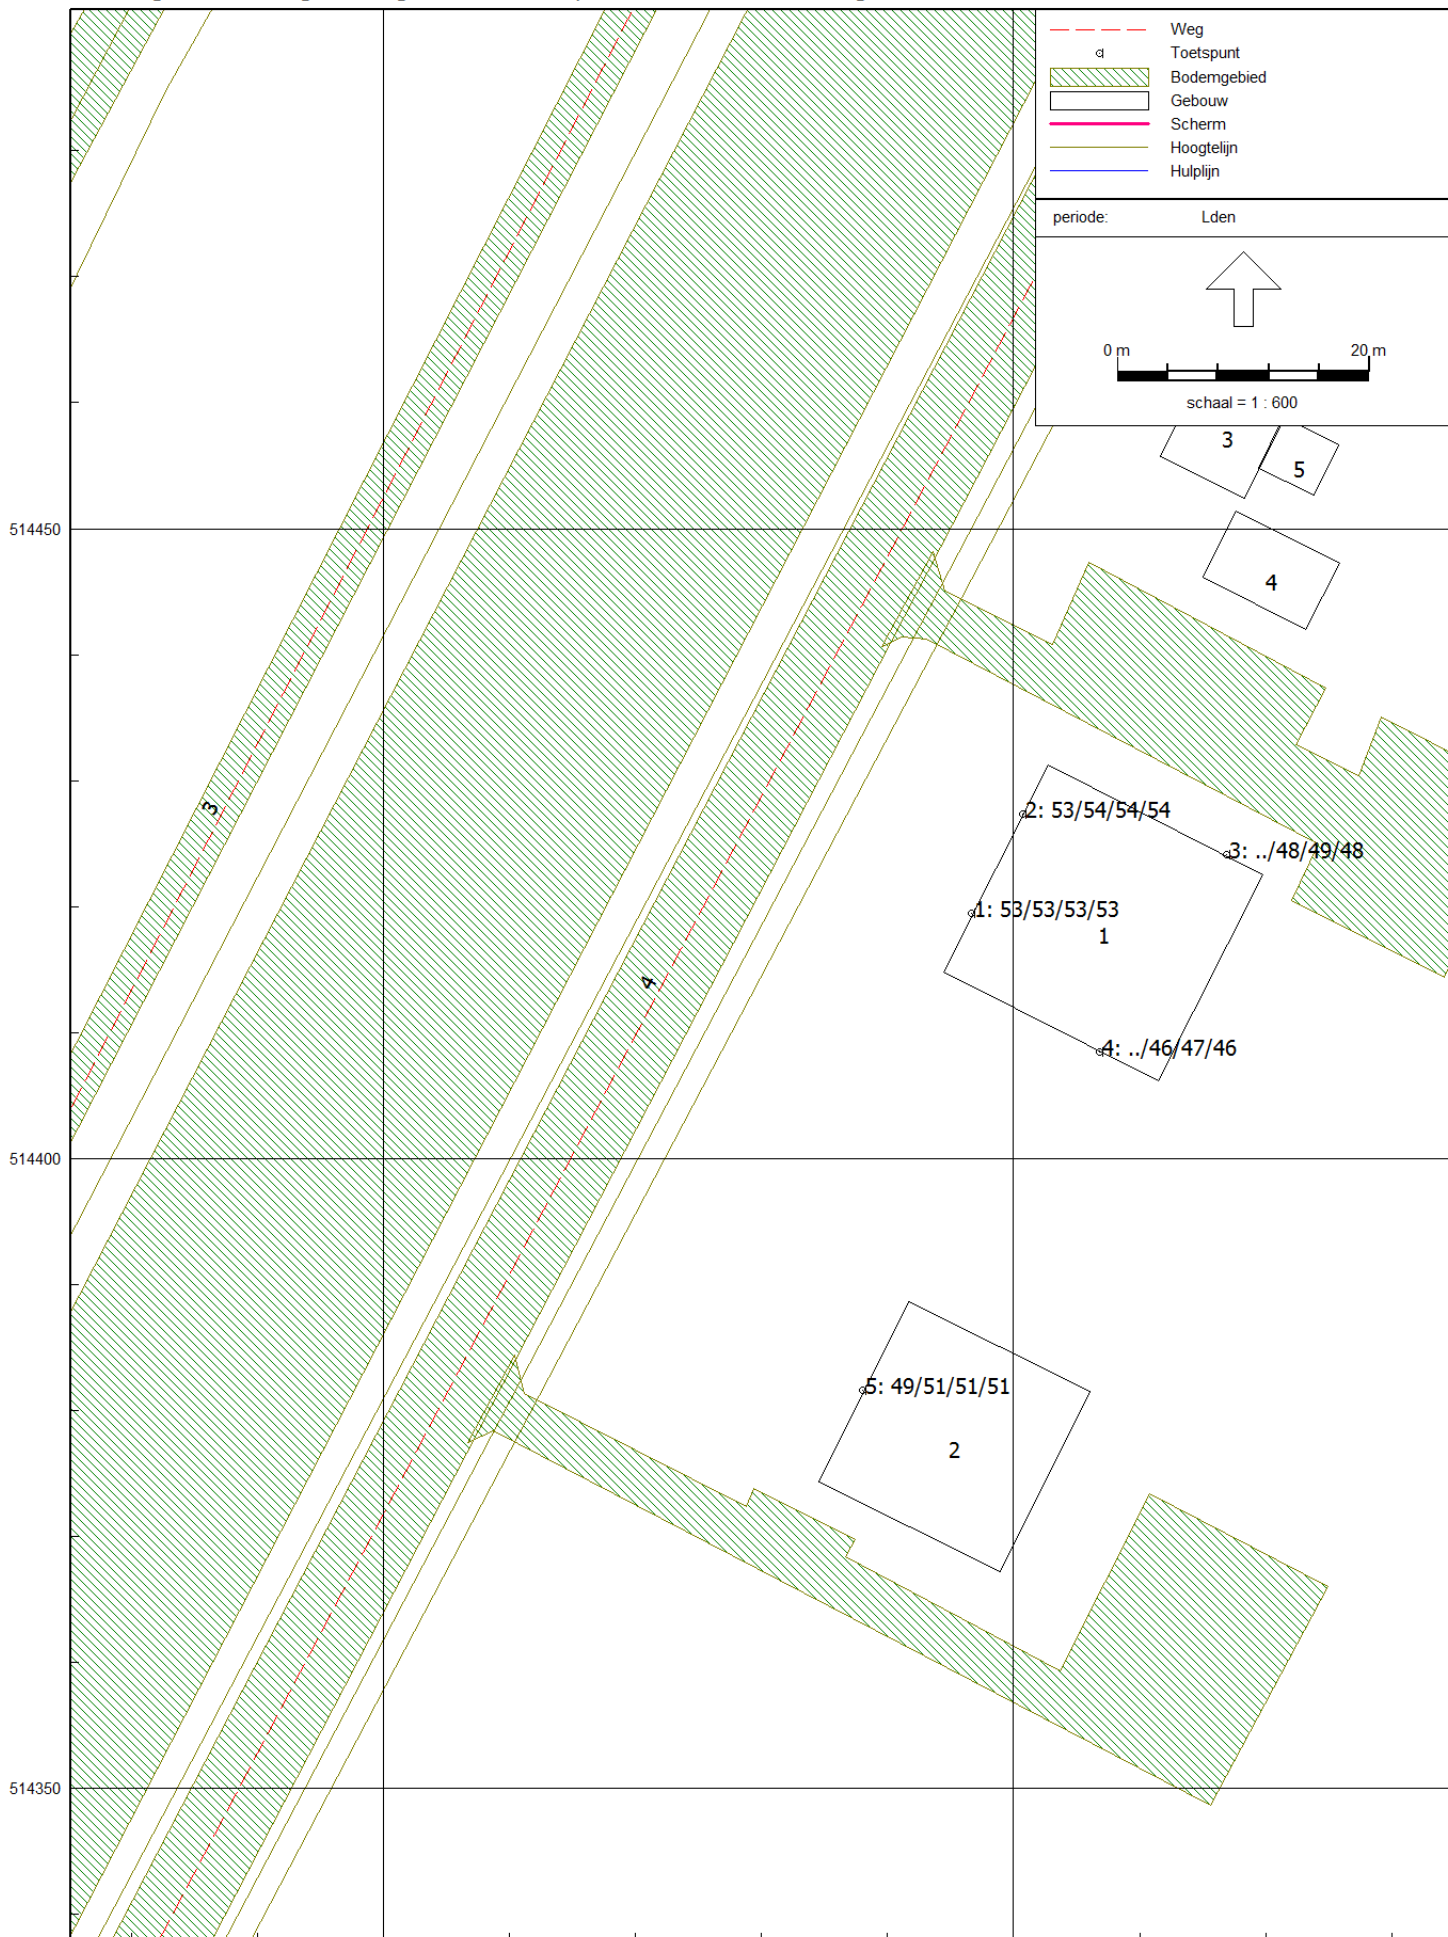 Weg
Toetspunt
Bodemgebied
Gebouw
Scherm
Hoogtelijn
Hulplijn
periode: Lden
0 m 20 m
schaal = 1 : 600
3
5
514450
4
3
2: 53/54/54/54
3: ../48/49/48
1: 53/53/53/53
1
4
4: ../46/47/46
514400
5: 49/51/51/51
2
514350